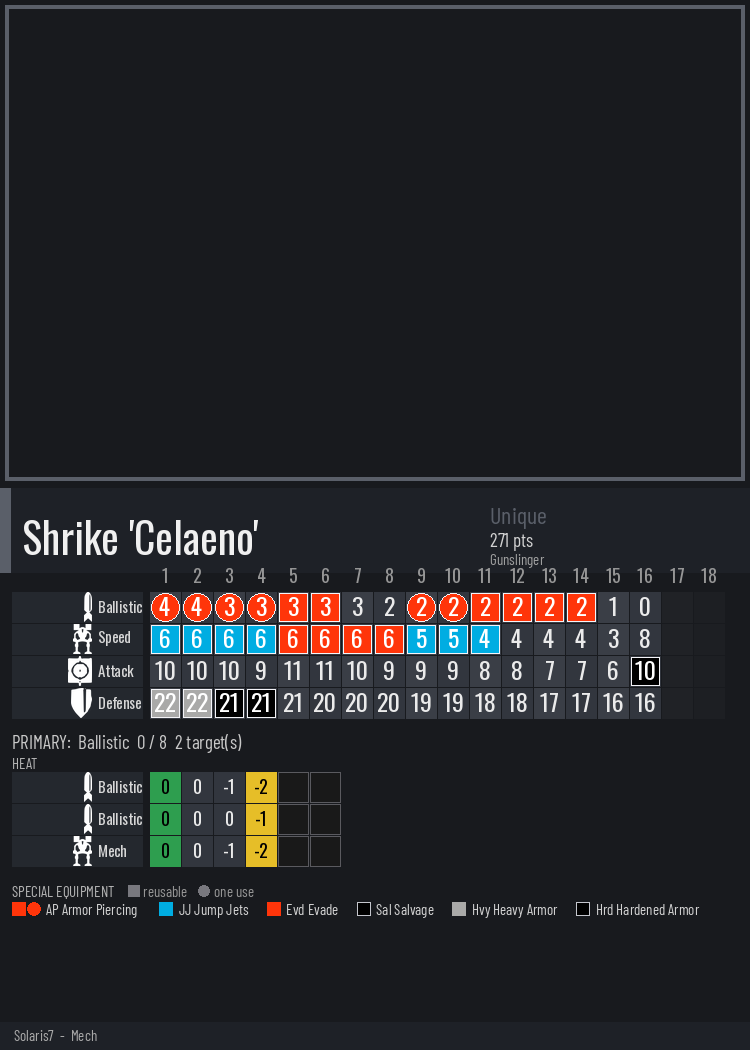 Shrike 'Celaeno'
Unique
271 pts
Gunslinger
1 2 3 4 5 6 7 8 9 10 11 12 13 14 15 16 17 18
Ballistic 4 4 3 3 3 3 3 2 2 2 2 2 2 2 1 0
Speed 6 6 6 6 6 6 6 6 5 5 4 4 4 4 3 8
Attack 10 10 10 9 11 11 10 9 9 9 8 8 7 7 6 10
Defense 22 22 21 21 21 20 20 20 19 19 18 18 17 17 16 16
PRIMARY: Ballistic 0 / 8 2 target(s)
HEAT
Ballistic 0 0 -1 -2
Ballistic 0 0 0 -1
Mech 0 0 -1 -2
SPECIAL EQUIPMENT reusable one use
AP Armor Piercing JJ Jump Jets Evd Evade Sal Salvage Hvy Heavy Armor Hrd Hardened Armor
Solaris7 - Mech